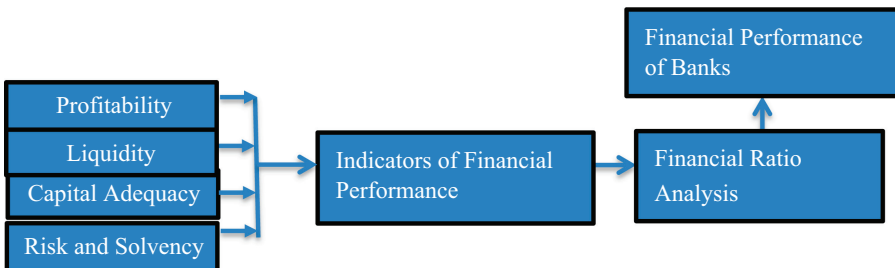 Financial Performance
of Banks
Profitability
Liquidity
Capital Adequacy
Risk and Solvency
Indicators of Financial
Performance
Financial Ratio
Analysis